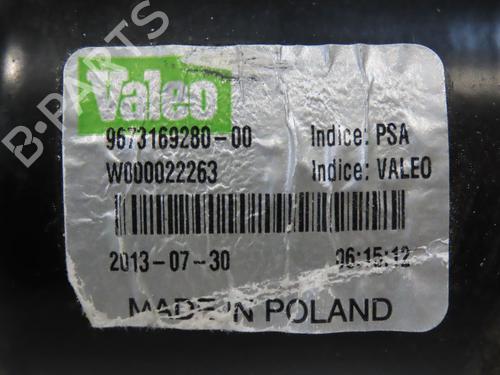 Valeo
9673169280-00 Indice: PSA
W000022263 Indice: VALEO
2013-07-30 06:15:12
MADE IN POLAND
B-PARTS